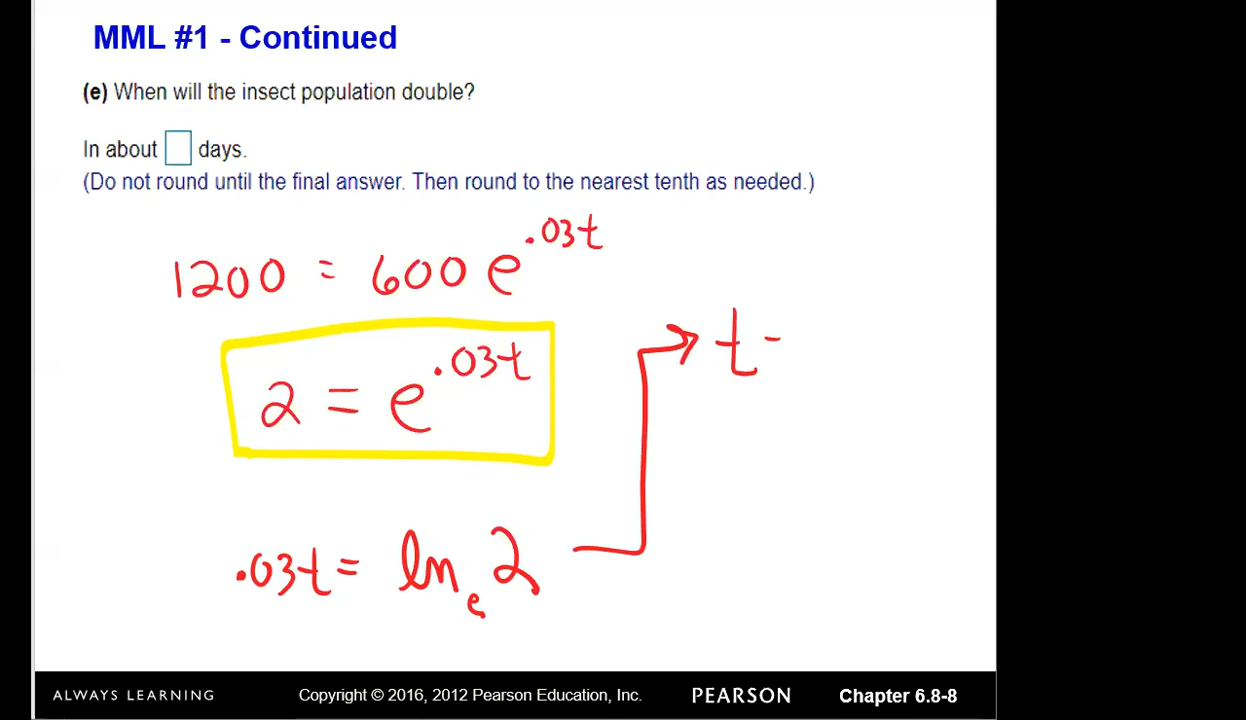 MML #1 - Continued
(e) When will the insect population double?
In about days.
(Do not round until the final answer. Then round to the nearest tenth as needed.)
1200 = 600 e^.03t
2 = e^.03t
t -
.03t = ln_e 2
ALWAYS LEARNING
Copyright © 2016, 2012 Pearson Education, Inc.
PEARSON
Chapter 6.8-8